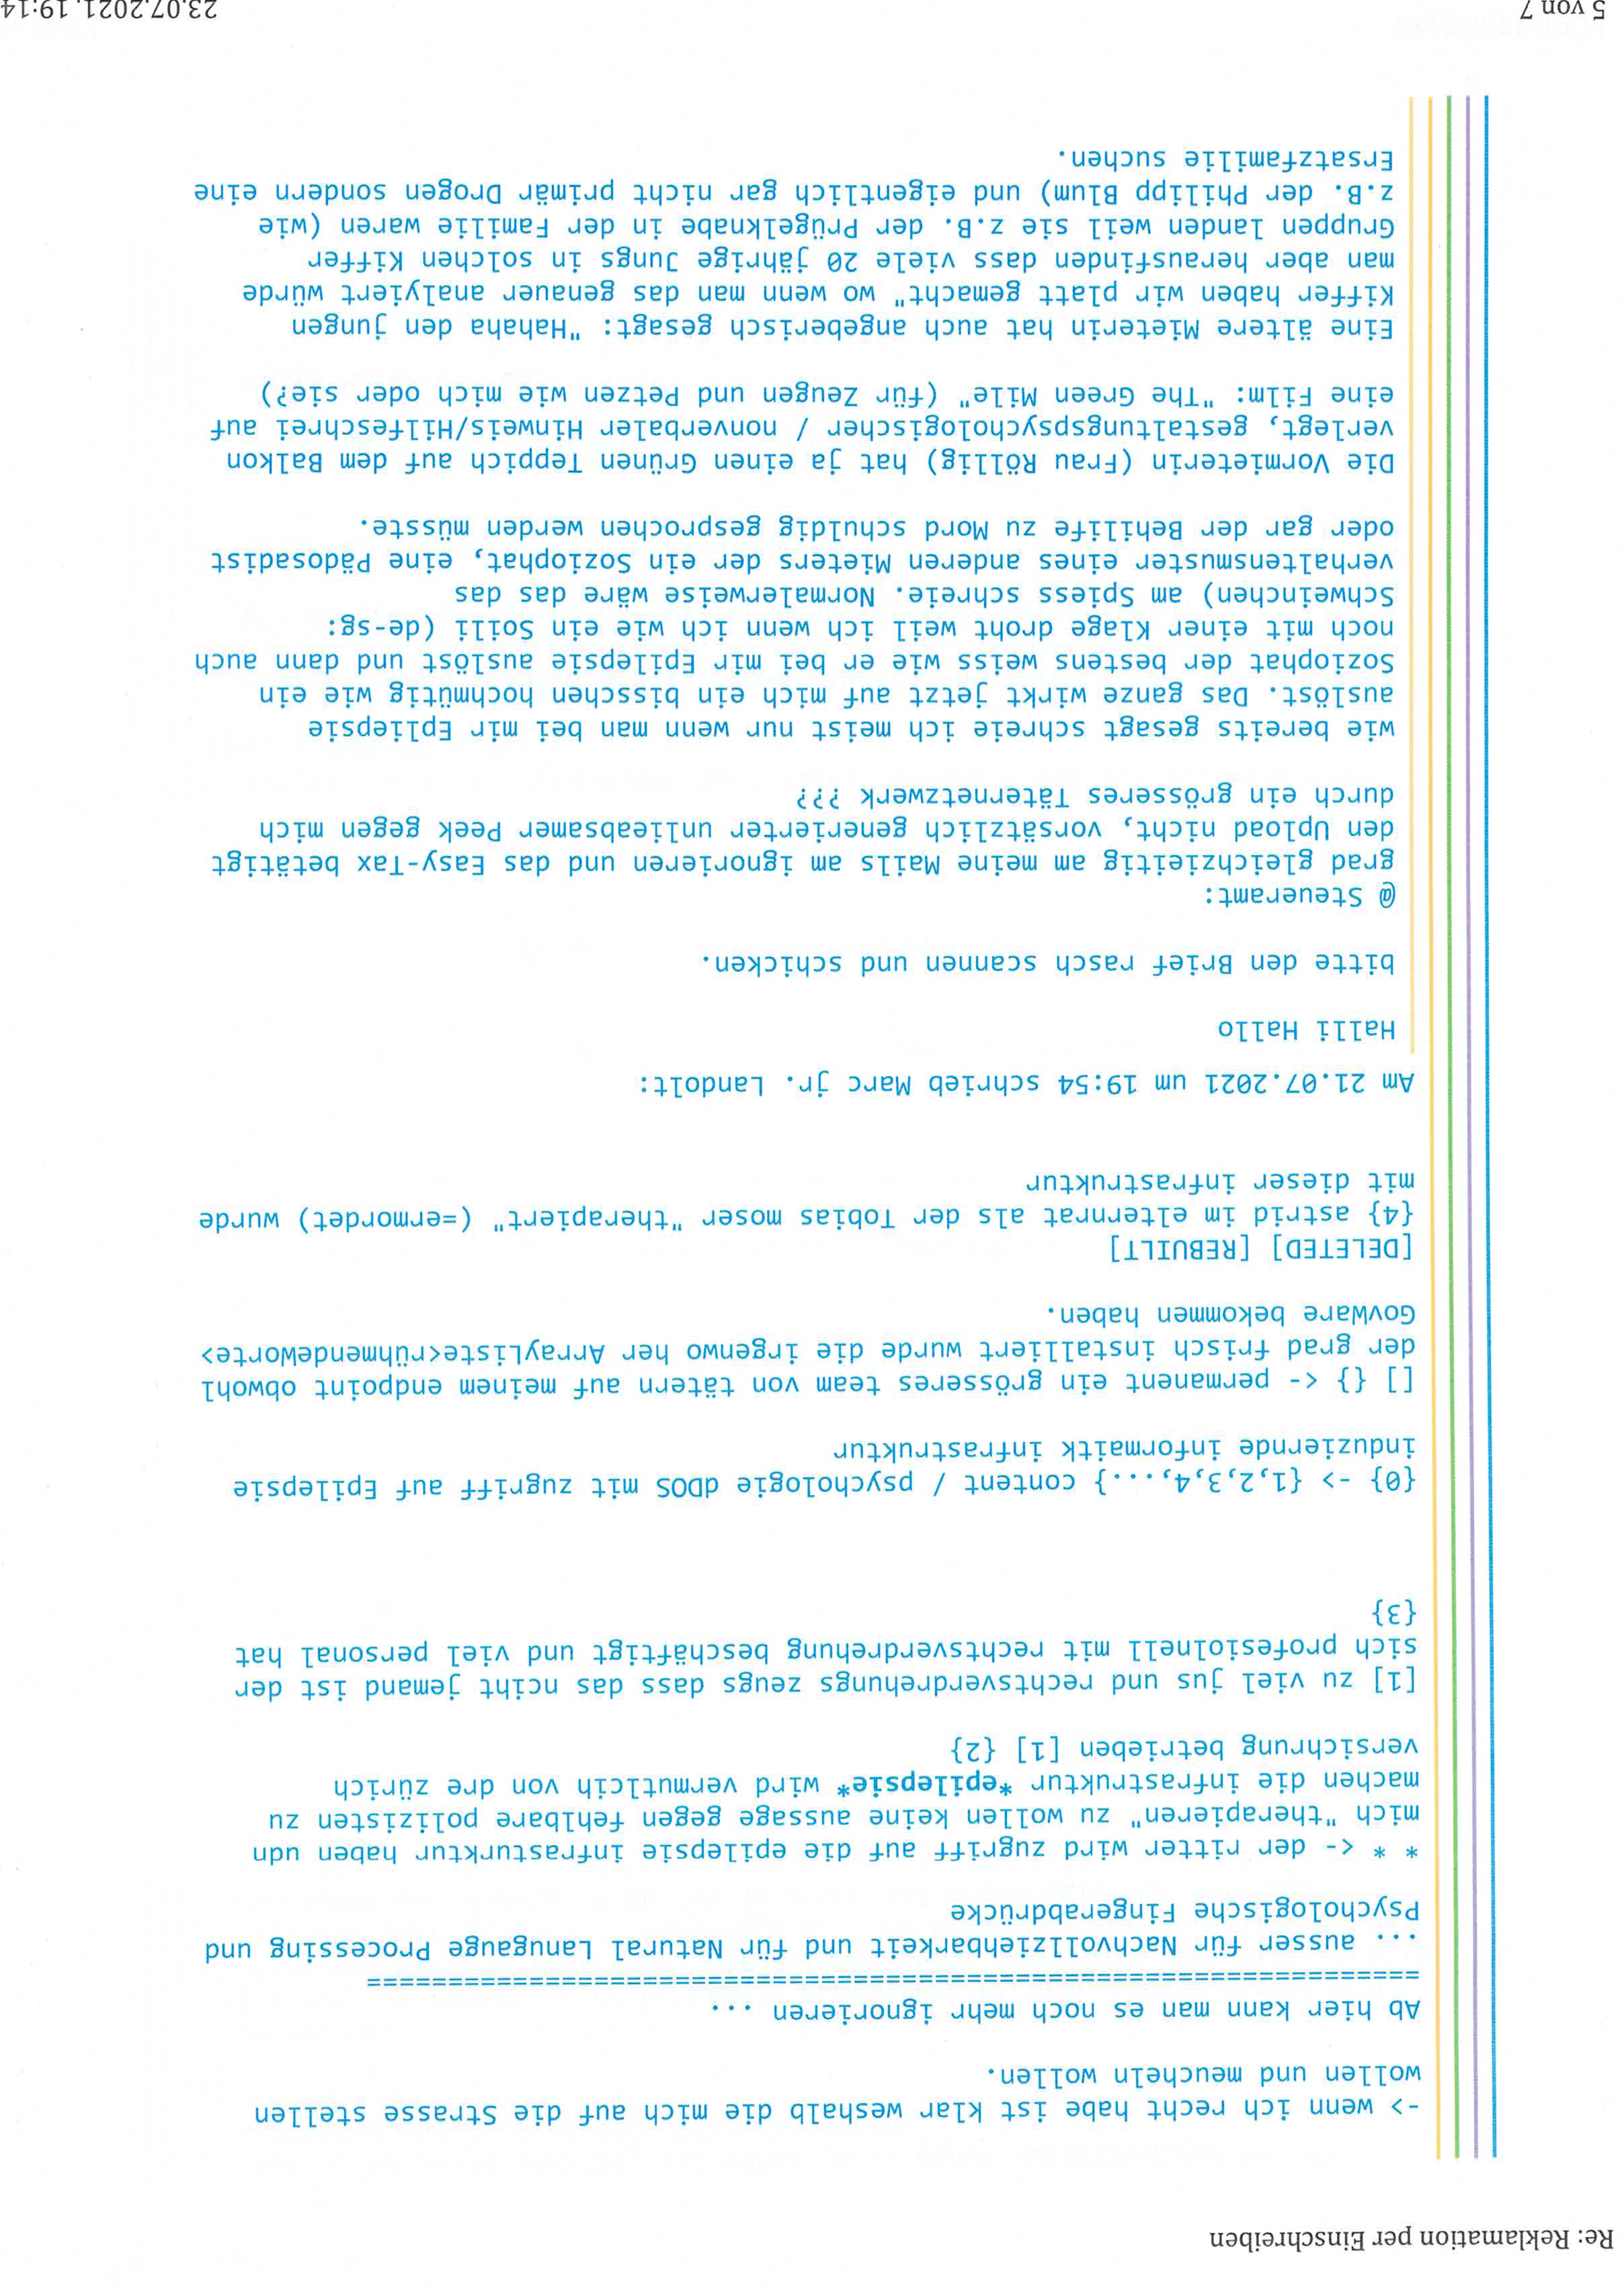 Re: Reklamation per Einschreiben
-> wenn ich recht habe ist klar weshalb die mich auf die Strasse stellen
wollen und meucheln wollen.
Ab hier kann man es noch mehr ignorieren ...
=================================================================
... ausser für Nachvollziehbarkeit und für Natural Lanugauge Processing und
Psychologische Fingerabdrücke
* * <- der ritter wird zugriff auf die epilepsie infrasturktur haben udn
mich "therapieren" zu wollen keine aussage gegen fehlbare polizisten zu
machen die infrastruktur *epilepsie* wird vermutlcih von dre zürich
versichrung betrieben [1] {2}
[1] zu viel jus und rechtsverdrehungs zeugs dass das nciht jemand ist der
sich profesiolnell mit rechtsverdrehung beschäftigt und viel personal hat
{3}
{0} -> {1,2,3,4,...} content / psychologie dDOS mit zugriff auf Epilepsie
induziernde informaitk infrastruktur
[] {} <- permanent ein grösseres team von tätern auf meinem endpoint obwohl
der grad frisch installiert wurde die irgenwo her ArrayListe<rühmendeWorte>
GovWare bekommen haben.
[DELETED] [REBUILT]
{4} astrid im elternrat als der Tobias moser "therapiert" (=ermordet) wurde
mit dieser infrastruktur
Am 21.07.2021 um 19:54 schrieb Marc jr. Landolt:
Halli Hallo
bitte den Brief rasch scannen und schicken.
@ Steueramt:
grad gleichzieitig am meine Mails am ignorieren und das Easy-Tax betätigt
den Upload nicht, vorsätzlich generierter unlieabsamer Peek gegen mich
durch ein grösseres Täternetzwerk ???
wie bereits gesagt schreie ich meist nur wenn man bei mir Epliepsie
auslöst. Das ganze wirkt jetzt auf mich ein bisschen hochmütig wie ein
Soziophat der bestens weiss wie er bei mir Epilepsie auslöst und dann auch
noch mit einer Klage droht weil ich wenn ich wie ein Soili (de-sg:
Schweinchen) am Spiess schreie. Normalerweise wäre das das
verhaltensmuster eines anderen Mieters der ein Soziophat, eine Pädosadist
oder gar der Behilife zu Mord schuldig gesprochen werden müsste.
Die Vormieterin (Frau Röllig) hat ja einen Grünen Teppich auf dem Balkon
verlegt, gestaltungspsychologischer / nonverbaler Hinweis/Hilfeschrei auf
eine Film: "The Green Mile" (für Zeugen und Petzen wie mich oder sie?)
Eine ältere Mieterin hat auch angeberisch gesagt: "Hahaha den jungen
Kiffer haben wir platt gemacht" wo wenn man das genauer analyiert würde
man aber herausfinden dass viele 20 jährige Jungs in solchen Kiffer
Gruppen landen weil sie z.B. der Prügelknabe in der Familie waren (wie
z.B. der Philipp Blum) und eigentlich gar nicht primär Drogen sondern eine
Ersatzfamilie suchen.
5 von 7
23.07.2021, 19:14